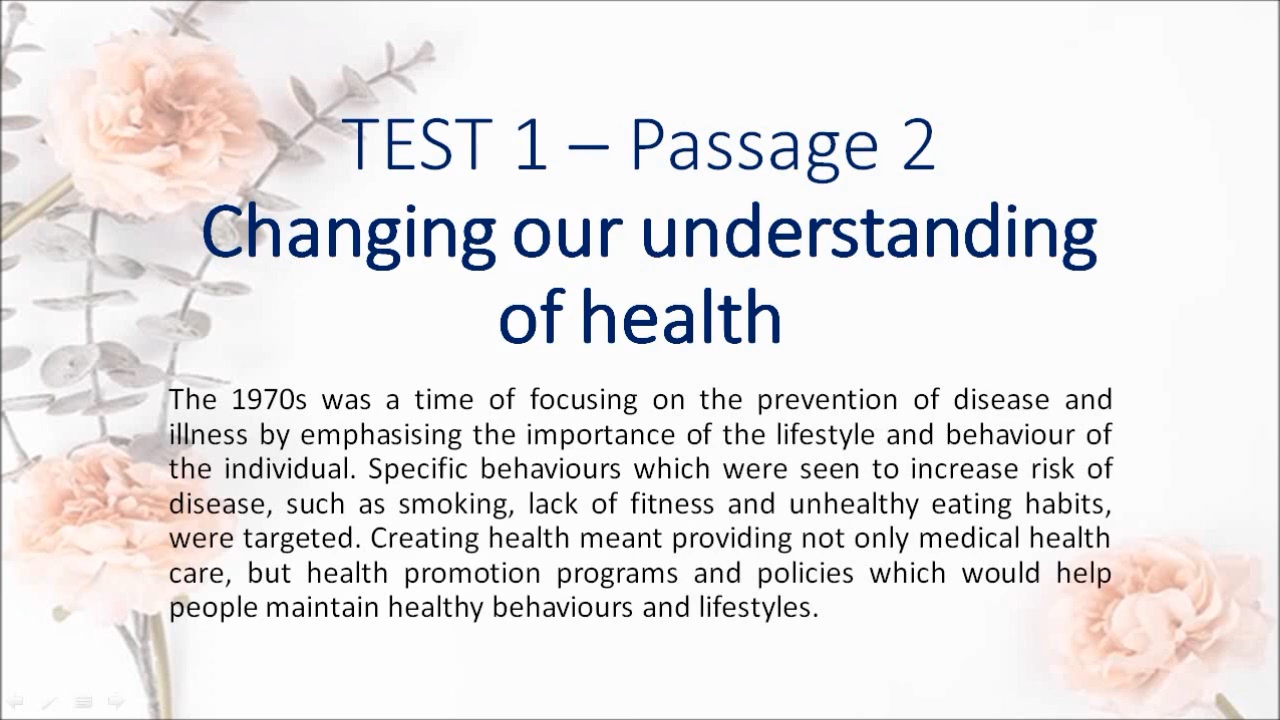 TEST 1 – Passage 2
Changing our understanding
of health
The 1970s was a time of focusing on the prevention of disease and
illness by emphasising the importance of the lifestyle and behaviour of
the individual. Specific behaviours which were seen to increase risk of
disease, such as smoking, lack of fitness and unhealthy eating habits,
were targeted. Creating health meant providing not only medical health
care, but health promotion programs and policies which would help
people maintain healthy behaviours and lifestyles.